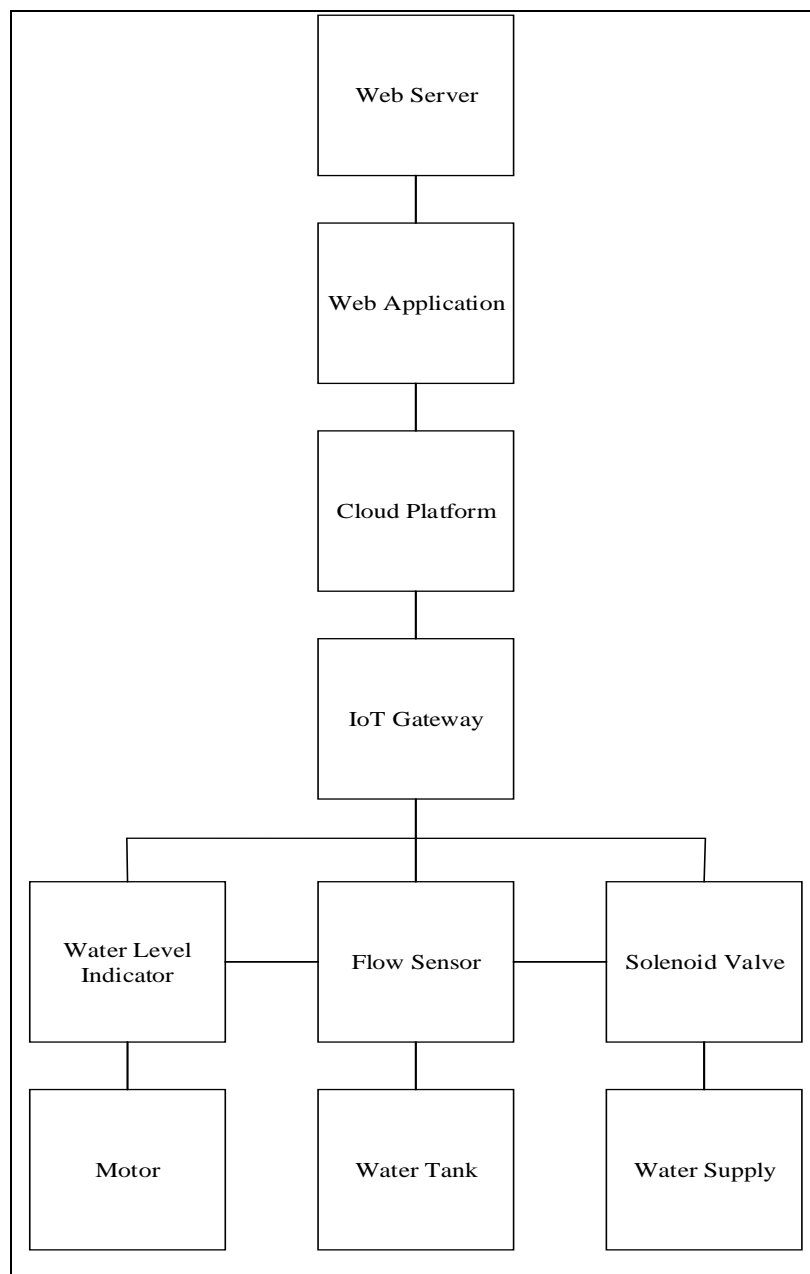 Web Server
Web Application
Cloud Platform
IoT Gateway
Water Level
Indicator
Flow Sensor
Solenoid Valve
Motor
Water Tank
Water Supply